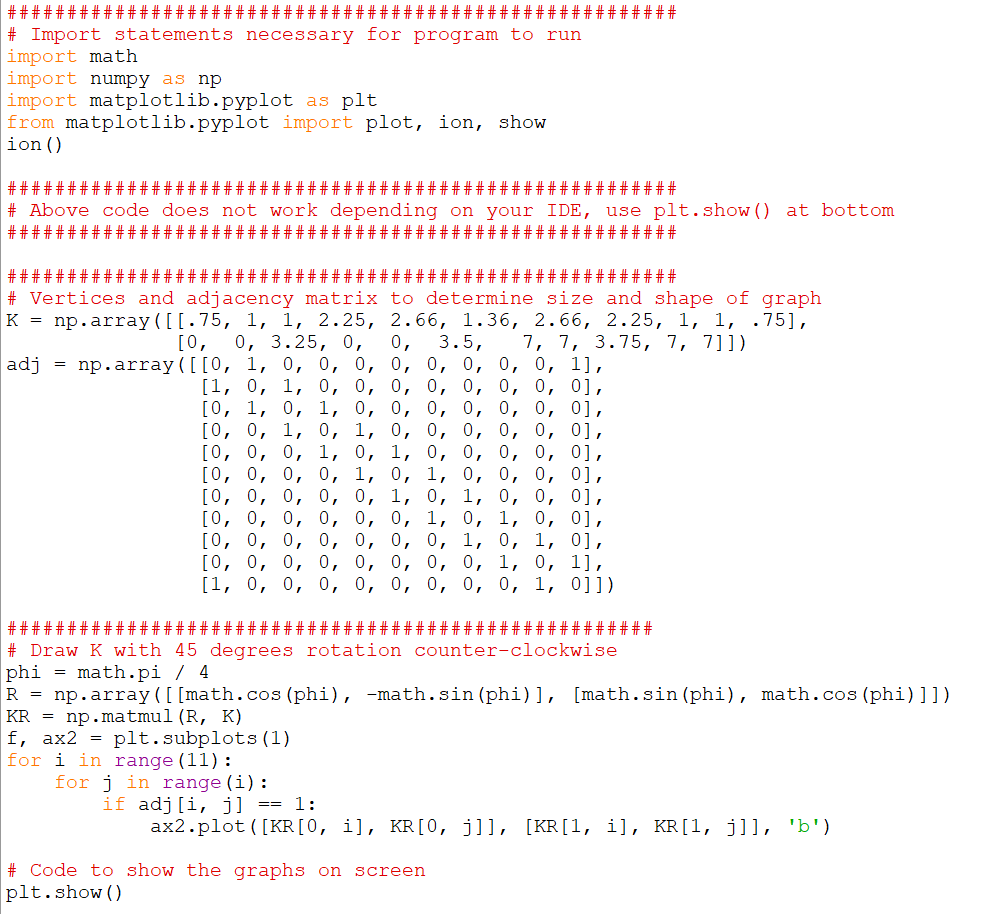 ########################################################
# Import statements necessary for program to run
import math
import numpy as np
import matplotlib.pyplot as plt
from matplotlib.pyplot import plot, ion, show
ion()
########################################################
# Above code does not work depending on your IDE, use plt.show() at bottom
########################################################
########################################################
# Vertices and adjacency matrix to determine size and shape of graph
K = np.array([[.75, 1, 1, 2.25, 2.66, 1.36, 2.66, 2.25, 1, 1, .75],
              [0,  0, 3.25, 0,  0,  3.5,   7, 7, 3.75, 7, 7]])
adj = np.array([[0, 1, 0, 0, 0, 0, 0, 0, 0, 0, 1],
                [1, 0, 1, 0, 0, 0, 0, 0, 0, 0, 0],
                [0, 1, 0, 1, 0, 0, 0, 0, 0, 0, 0],
                [0, 0, 1, 0, 1, 0, 0, 0, 0, 0, 0],
                [0, 0, 0, 1, 0, 1, 0, 0, 0, 0, 0],
                [0, 0, 0, 0, 1, 0, 1, 0, 0, 0, 0],
                [0, 0, 0, 0, 0, 1, 0, 1, 0, 0, 0],
                [0, 0, 0, 0, 0, 0, 1, 0, 1, 0, 0],
                [0, 0, 0, 0, 0, 0, 0, 1, 0, 1, 0],
                [0, 0, 0, 0, 0, 0, 0, 0, 1, 0, 1],
                [1, 0, 0, 0, 0, 0, 0, 0, 0, 1, 0]])
######################################################
# Draw K with 45 degrees rotation counter-clockwise
phi = math.pi / 4
R = np.array([[math.cos(phi), -math.sin(phi)], [math.sin(phi), math.cos(phi)]])
KR = np.matmul(R, K)
f, ax2 = plt.subplots(1)
for i in range(11):
    for j in range(i):
        if adj[i, j] == 1:
            ax2.plot([KR[0, i], KR[0, j]], [KR[1, i], KR[1, j]], 'b')
# Code to show the graphs on screen
plt.show()